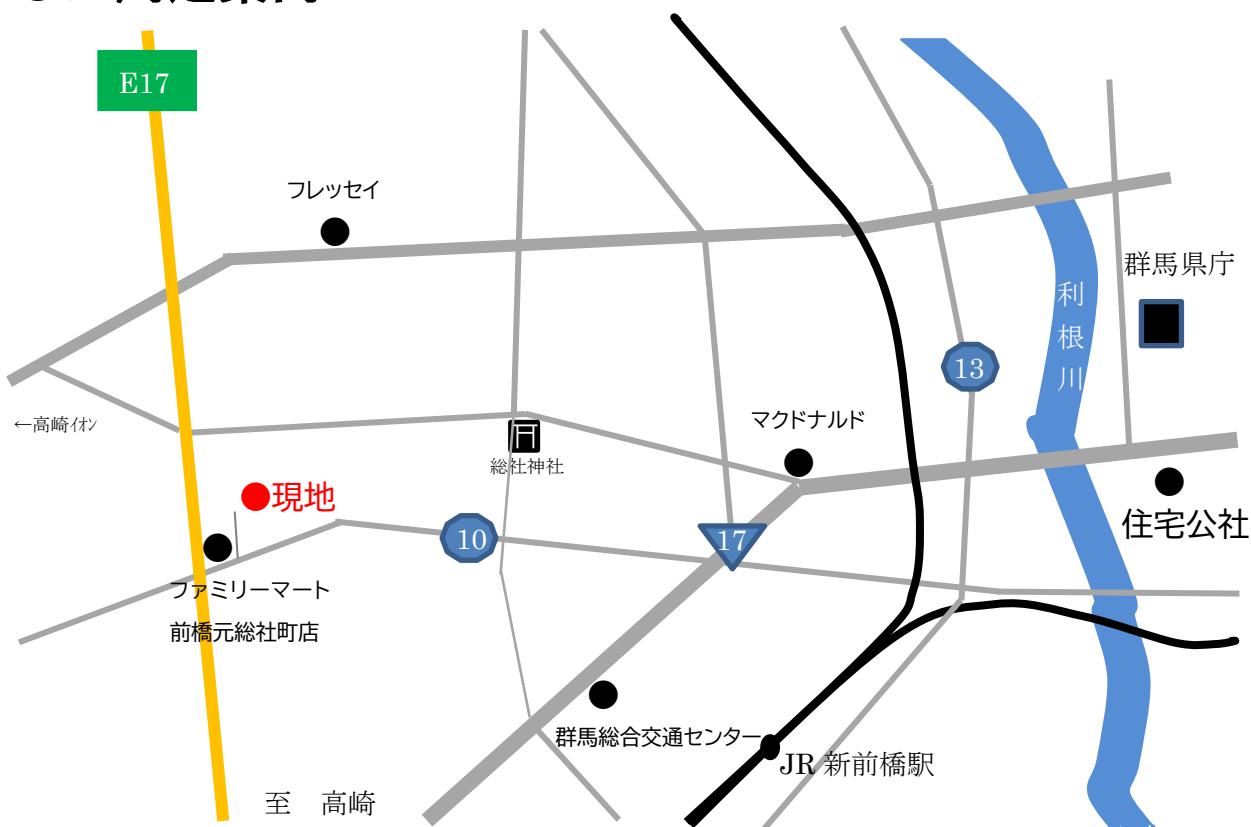 E17
フレッセイ
群馬県庁
利根川
13
←高崎ｲｵﾝ
マクドナルド
総社神社
現地
10
17
住宅公社
ファミリーマート
前橋元総社町店
群馬総合交通センター
JR 新前橋駅
至　高崎